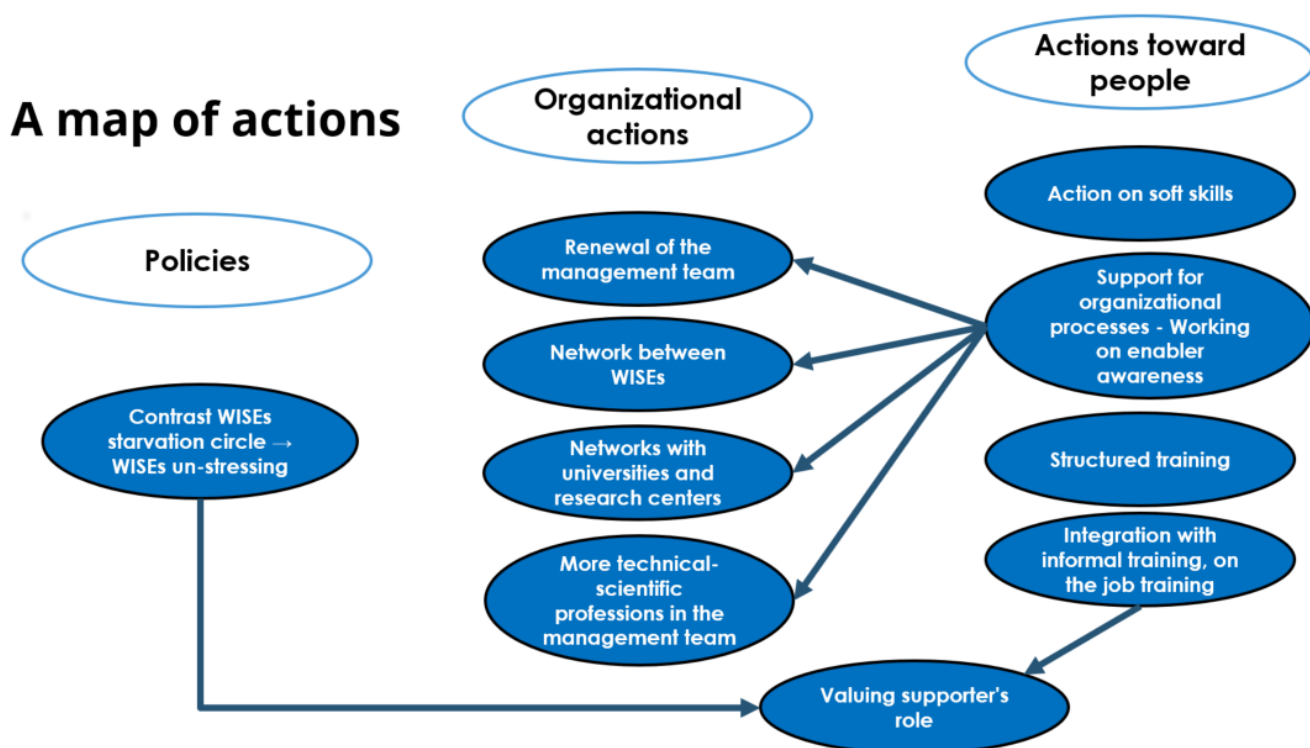 A map of actions
Policies
Contrast WISEs
starvation circle →
WISEs un-stressing
Organizational
actions
Renewal of the
management team
Network between
WISEs
Networks with
universities and
research centers
More technical-
scientific
professions in the
management team
Actions toward
people
Action on soft skills
Support for
organizational
processes - Working
on enabler
awareness
Structured training
Integration with
informal training, on
the job training
Valuing supporter's
role